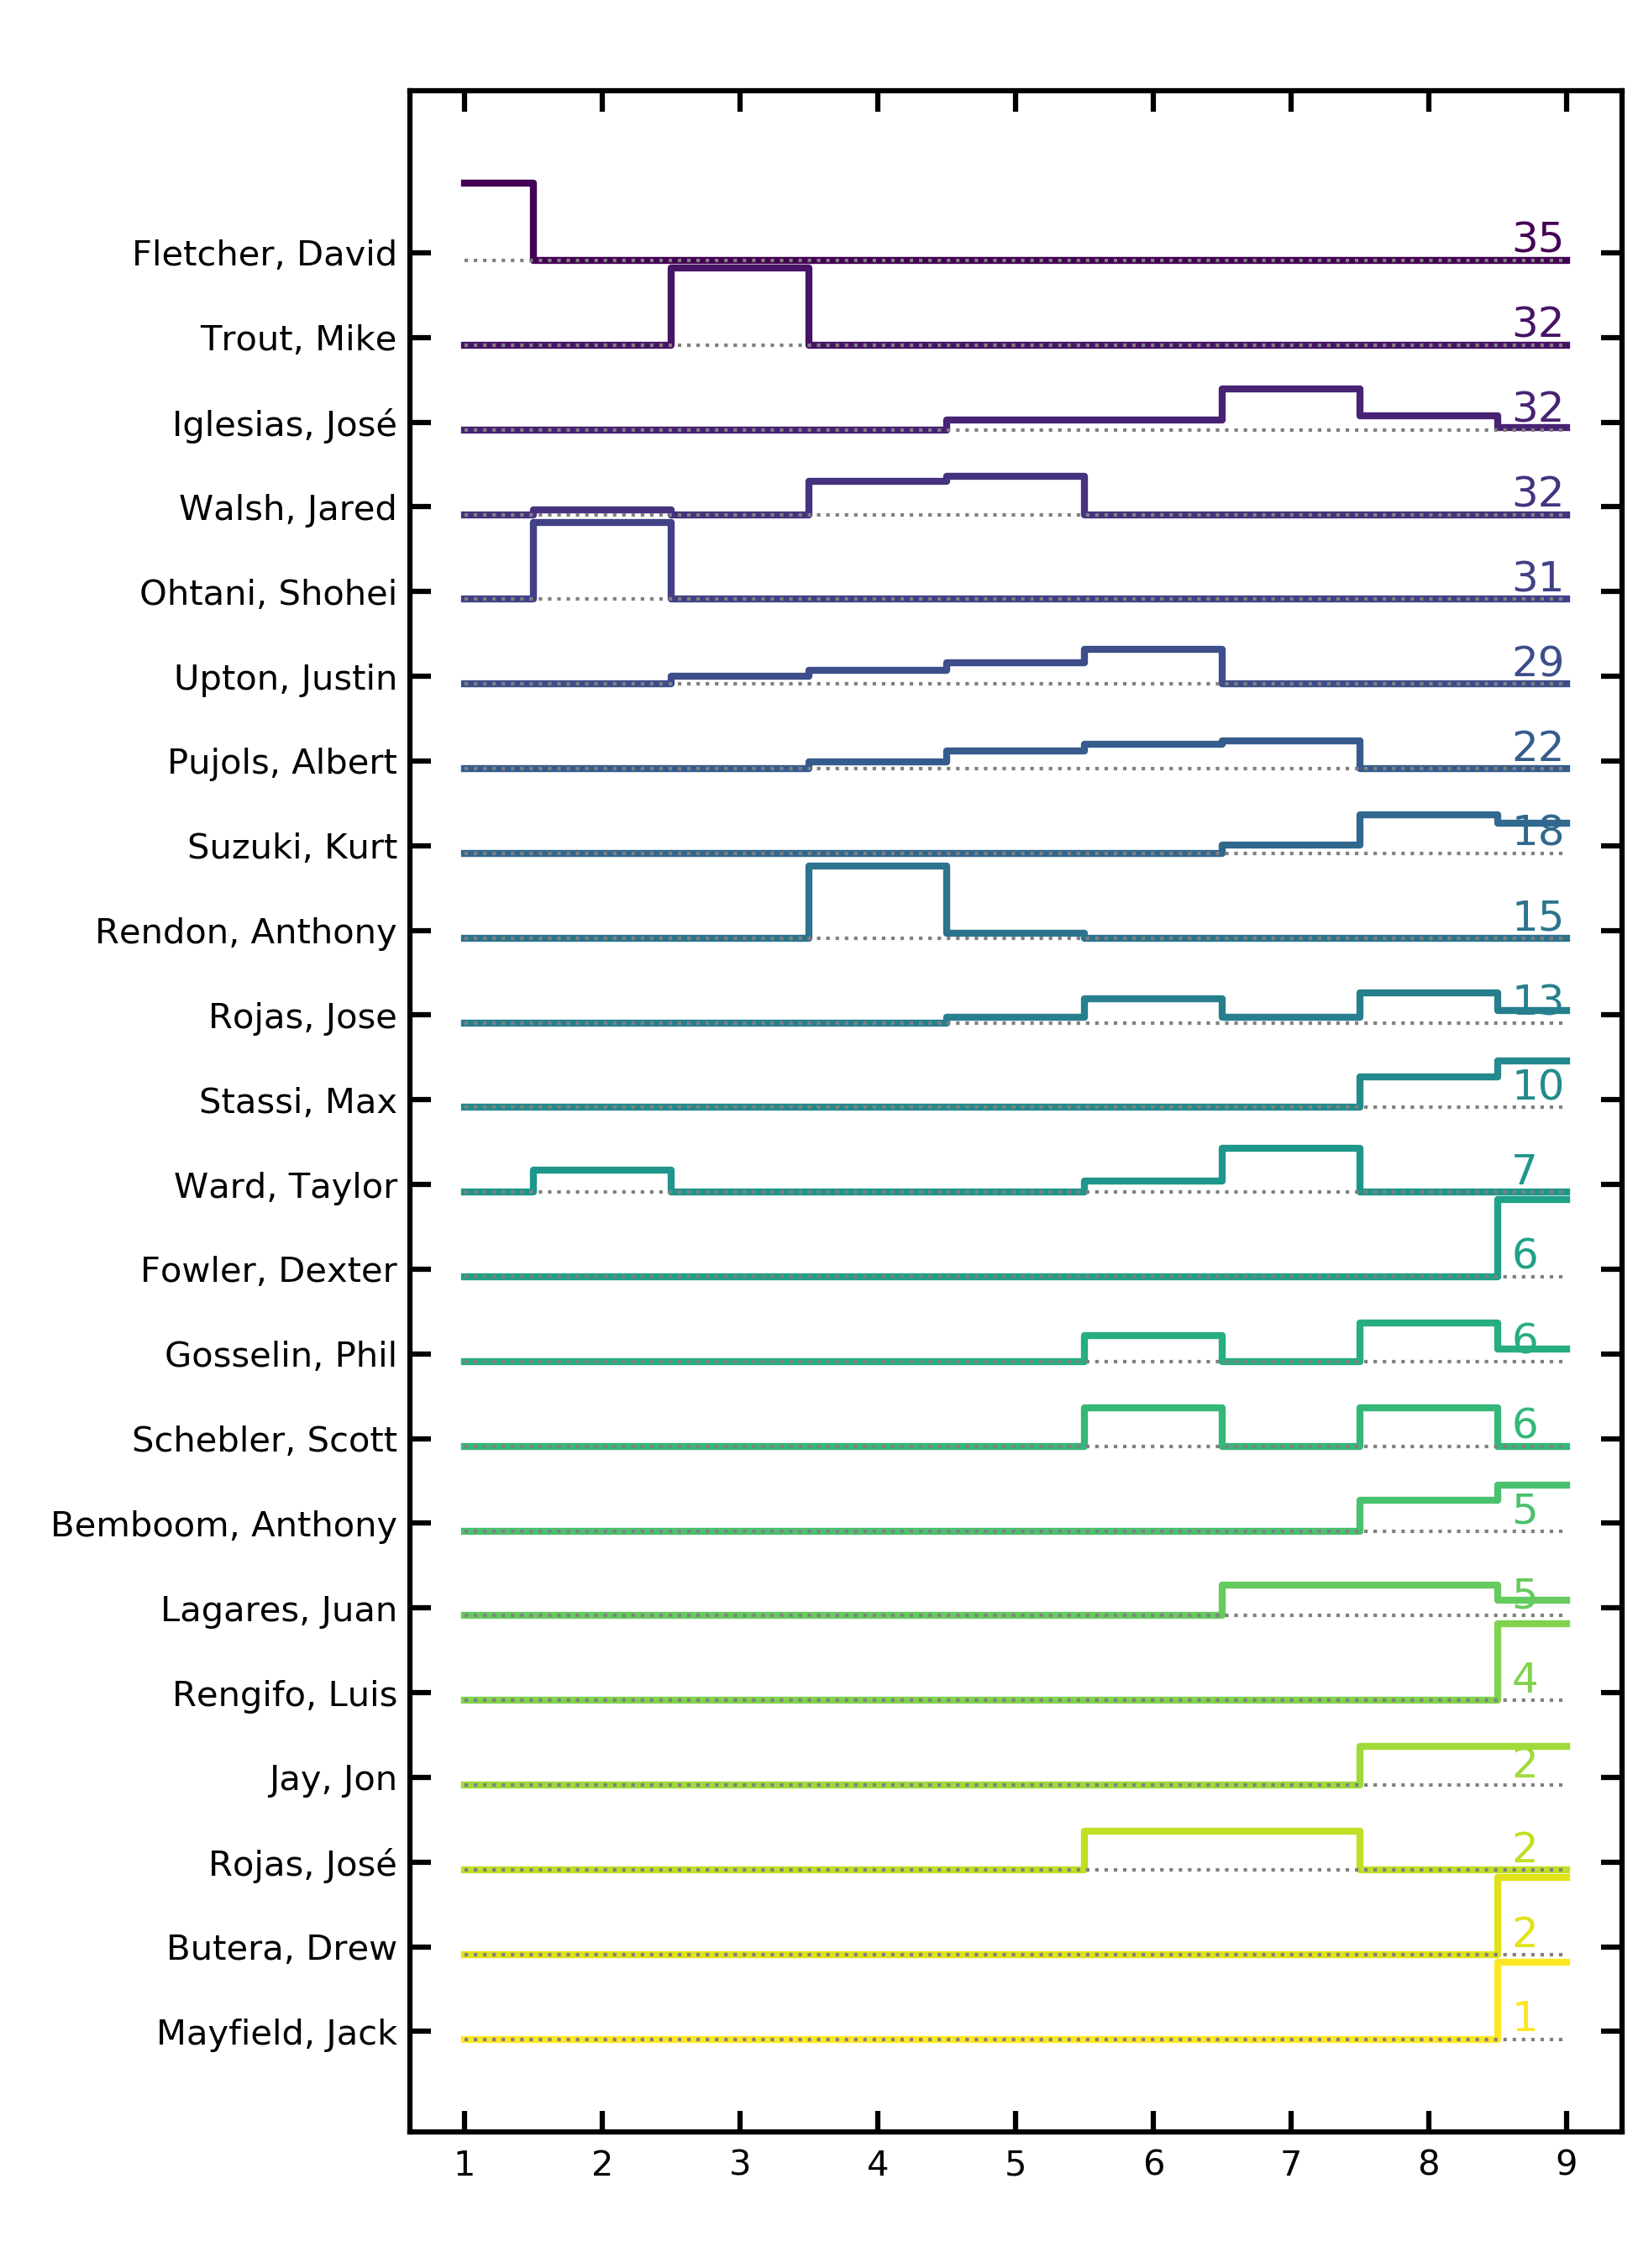 Fletcher, David 35
Trout, Mike 32
Iglesias, José 32
Walsh, Jared 32
Ohtani, Shohei 31
Upton, Justin 29
Pujols, Albert 22
Suzuki, Kurt 18
Rendon, Anthony 15
Rojas, Jose 13
Stassi, Max 10
Ward, Taylor 7
Fowler, Dexter 6
Gosselin, Phil 6
Schebler, Scott 6
Bemboom, Anthony 5
Lagares, Juan 5
Rengifo, Luis 4
Jay, Jon 2
Rojas, José 2
Butera, Drew 2
Mayfield, Jack 1
1 2 3 4 5 6 7 8 9